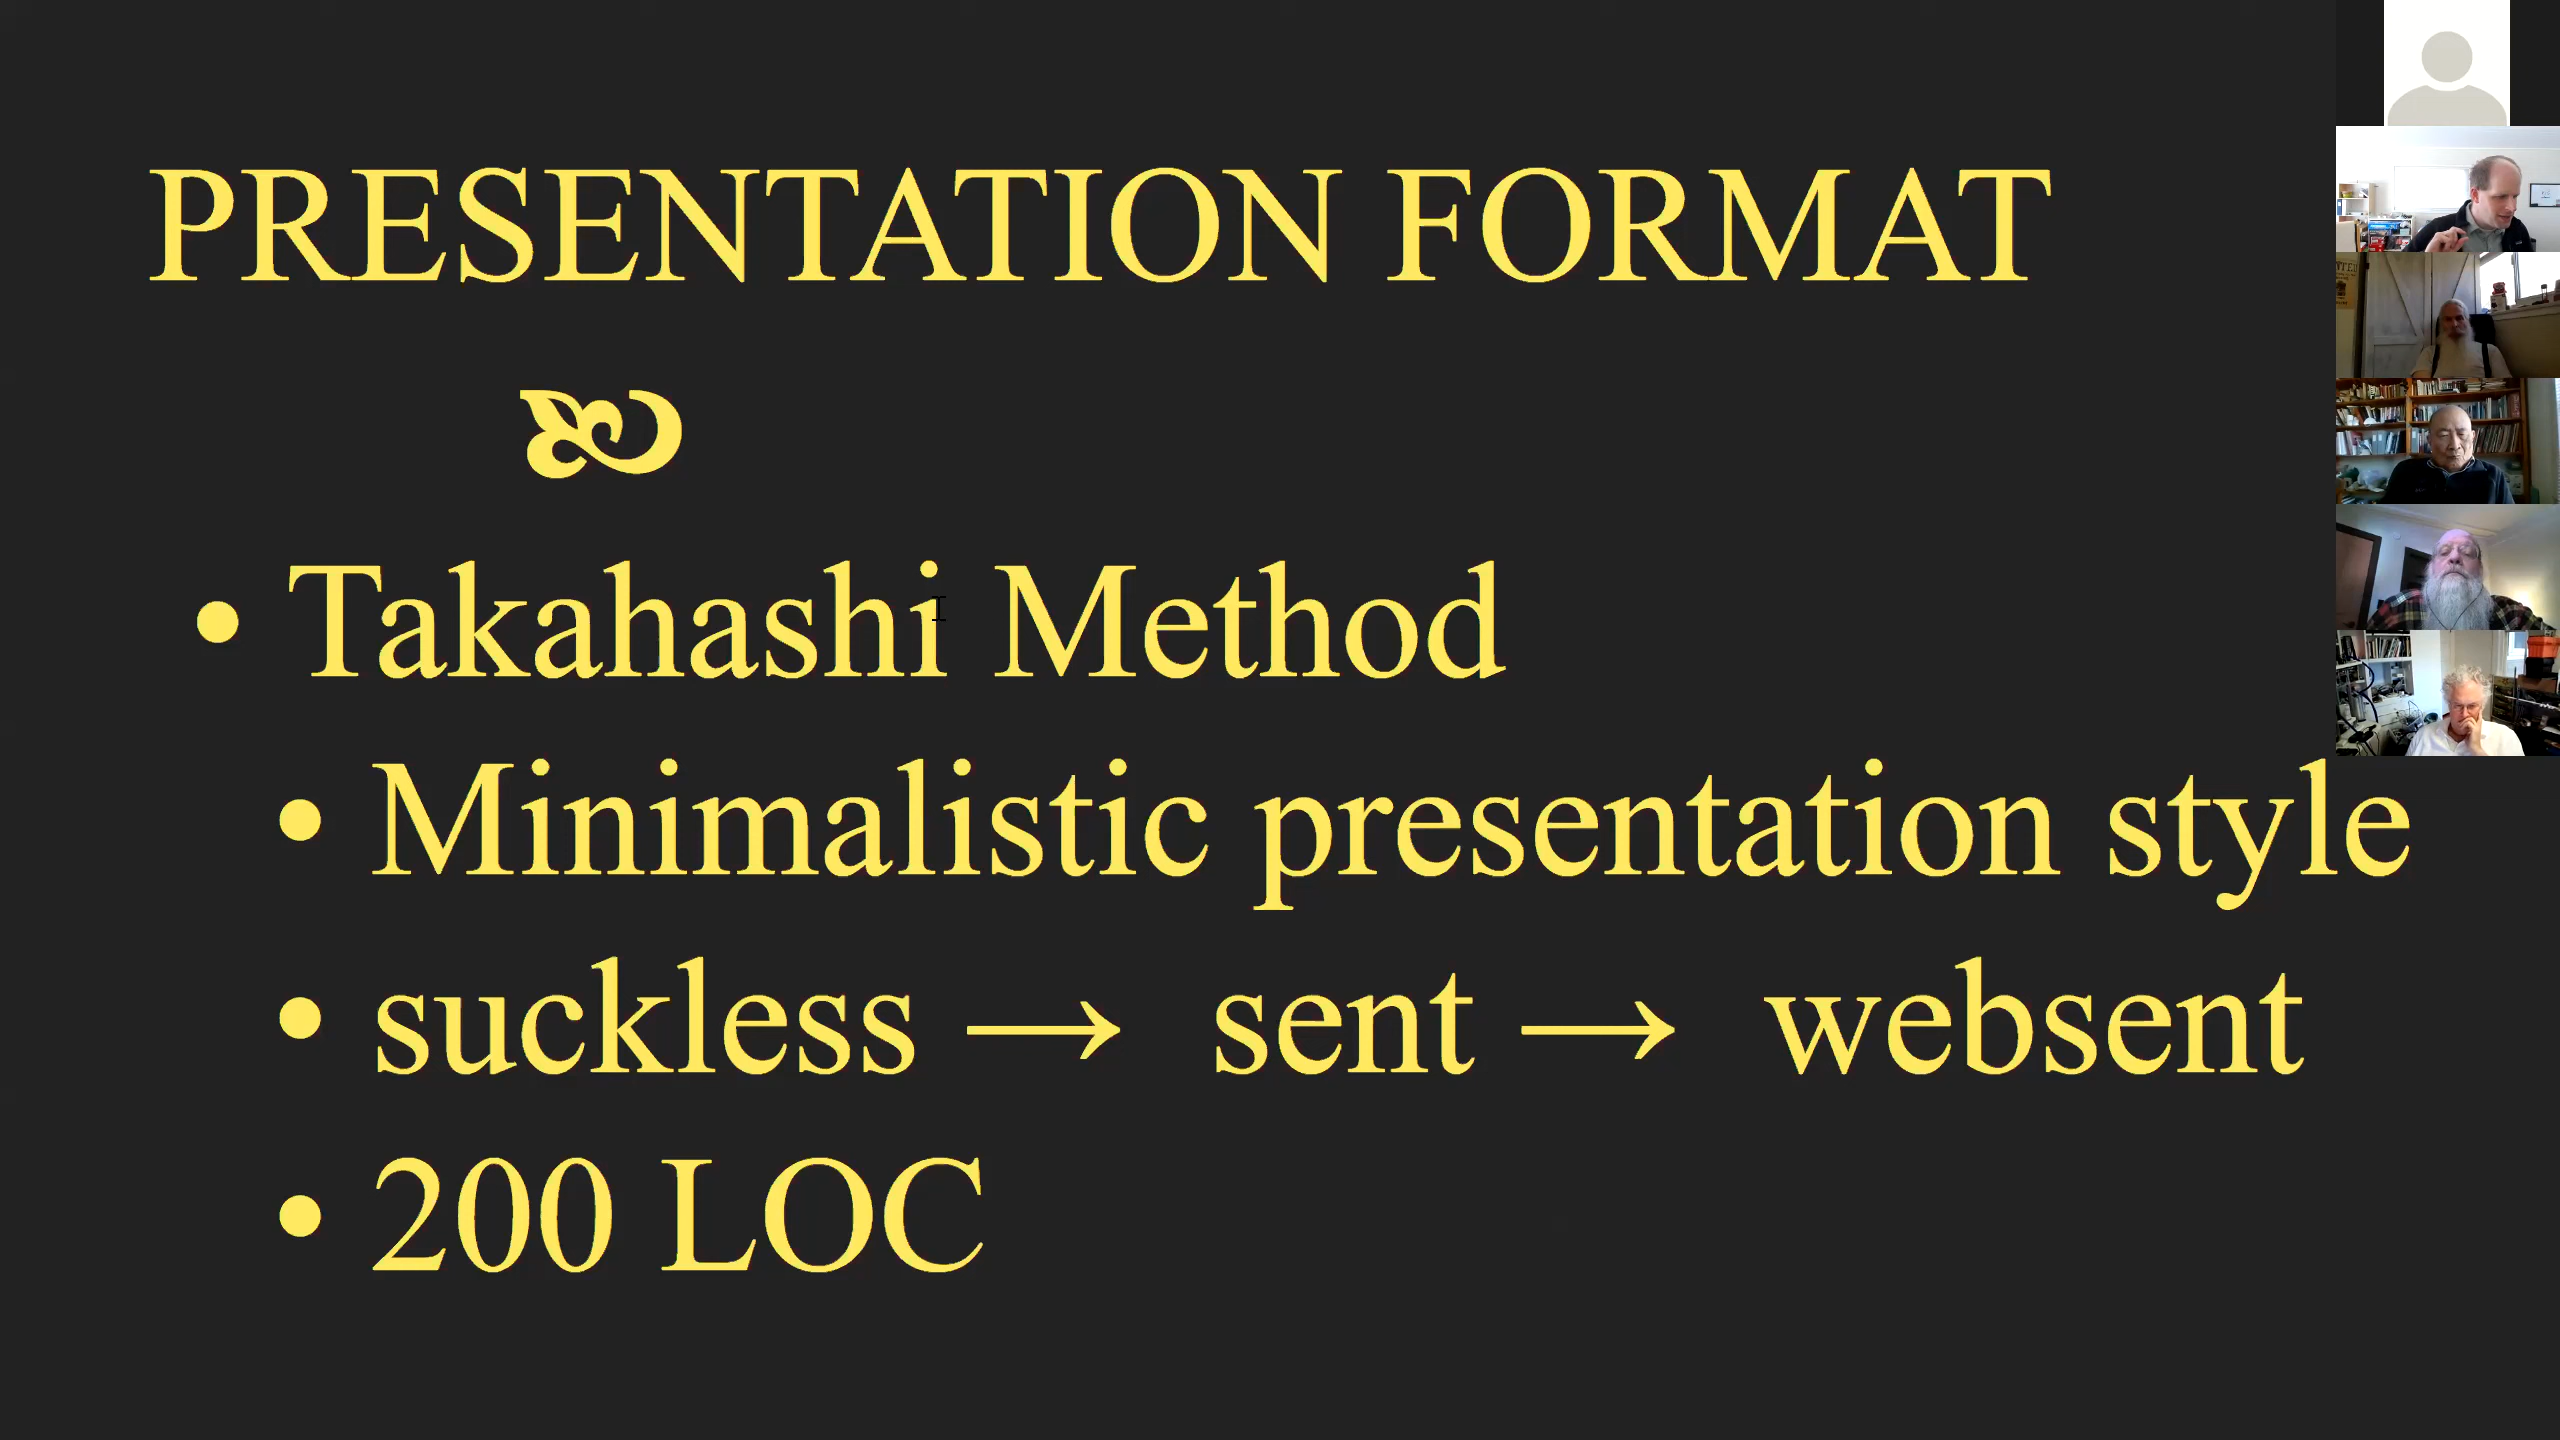 PRESENTATION FORMAT
• Takahashi Method
• Minimalistic presentation style
• suckless → sent → websent
• 200 LOC